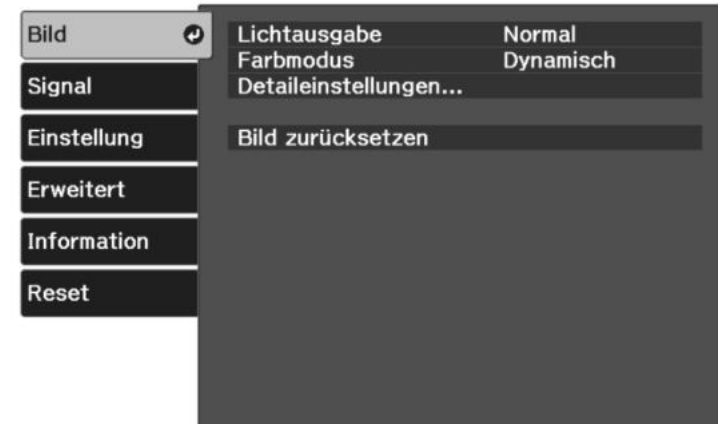 Bild
Signal
Einstellung
Erweitert
Information
Reset
Lichtausgabe Normal
Farbmodus Dynamisch
Detaileinstellungen...
Bild zurücksetzen